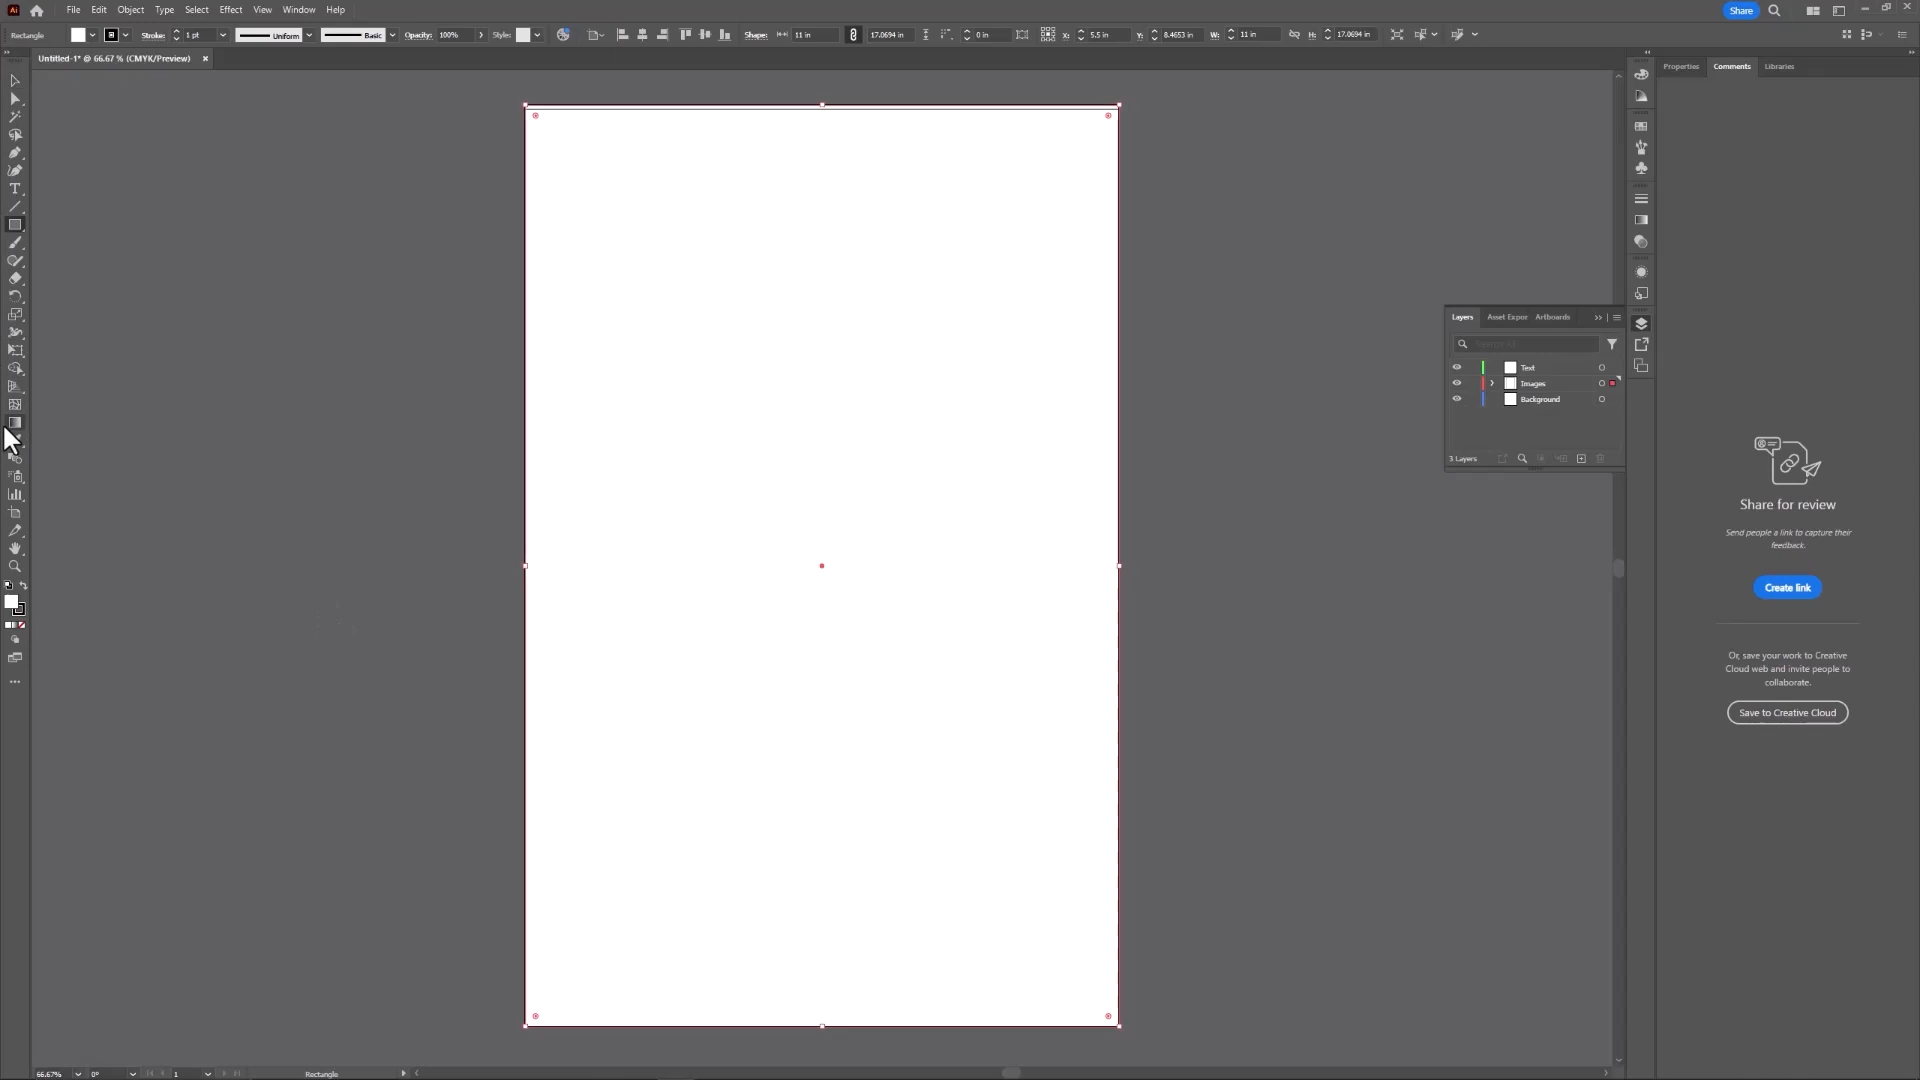 Ai File Edit Object Type Select Effect View Window Help Share
Rectangle Stroke: 1 pt Uniform Basic Opacity: 100% Style: Shape: 11 in 17.0694 in 0 in X: 5.5 in Y: 8.4653 in W: 11 in H: 17.0694 in
Untitled-1* @ 66.67 % (CMYK/Preview) ×
Properties Comments Libraries
Layers Asset Expor Artboards
Text
Images
Background
3 Layers
Share for review
Send people a link to capture their
feedback.
Create link
Or, save your work to Creative
Cloud web and invite people to
collaborate.
Save to Creative Cloud
66.67% 0° 1 Rectangle